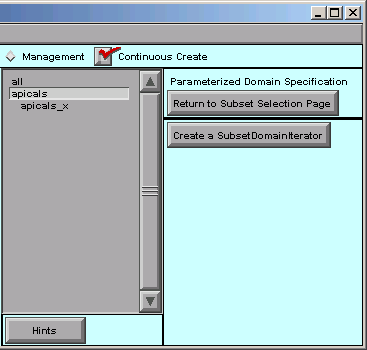 Management Continuous Create
all
apicals
apicals_x
Parameterized Domain Specification
Return to Subset Selection Page
Create a SubsetDomainIterator
Hints